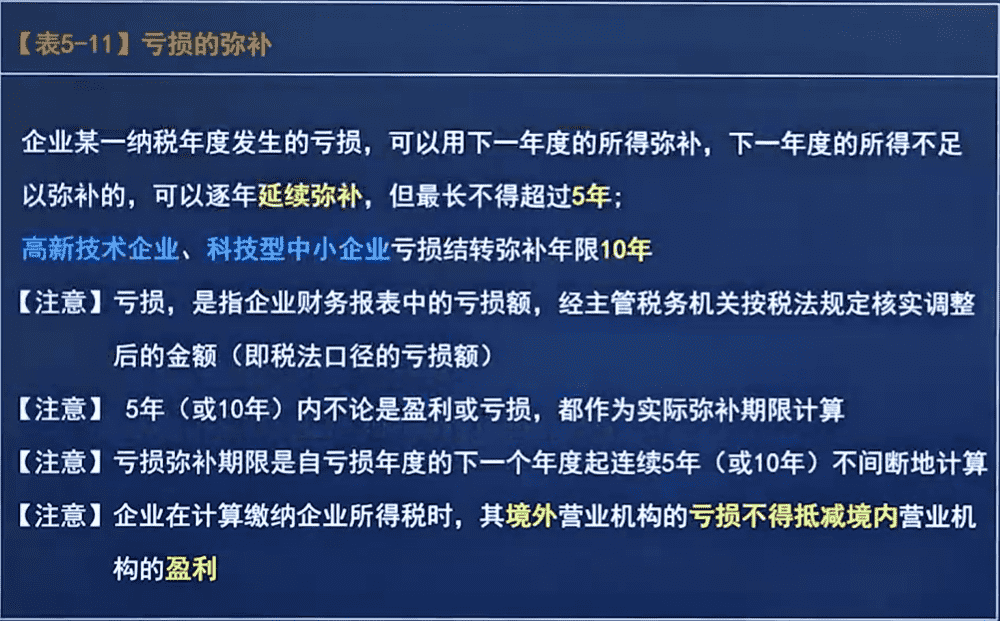 【表5-11】亏损的弥补
企业某一纳税年度发生的亏损，可以用下一年度的所得弥补，下一年度的所得不足
以弥补的，可以逐年延续弥补，但最长不得超过5年；
高新技术企业、科技型中小企业亏损结转弥补年限10年
【注意】亏损，是指企业财务报表中的亏损额，经主管税务机关按税法规定核实调整
后的金额（即税法口径的亏损额）
【注意】 5年（或10年）内不论是盈利或亏损，都作为实际弥补期限计算
【注意】亏损弥补期限是自亏损年度的下一个年度起连续5年（或10年）不间断地计算
【注意】企业在计算缴纳企业所得税时，其境外营业机构的亏损不得抵减境内营业机
构的盈利